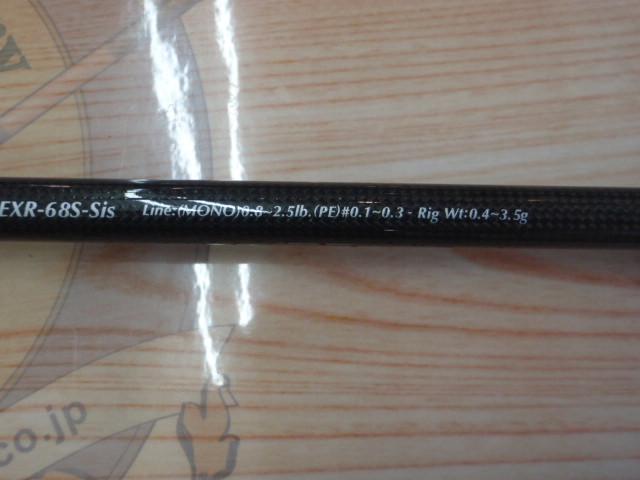 EXR-68S-Sis Line:(MONO)0.8~2.5lb.(PE)#0.1~0.3 - Rig Wt:0.4~3.5g
co.jp